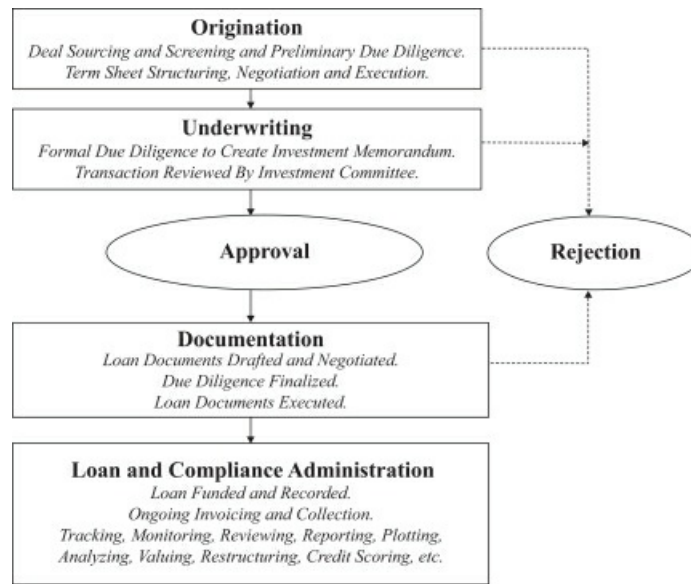 Origination
Deal Sourcing and Screening and Preliminary Due Diligence.
Term Sheet Structuring, Negotiation and Execution.
Underwriting
Formal Due Diligence to Create Investment Memorandum.
Transaction Reviewed By Investment Committee.
Approval
Rejection
Documentation
Loan Documents Drafted and Negotiated.
Due Diligence Finalized.
Loan Documents Executed.
Loan and Compliance Administration
Loan Funded and Recorded.
Ongoing Invoicing and Collection.
Tracking, Monitoring, Reviewing, Reporting, Plotting,
Analyzing, Valuing, Restructuring, Credit Scoring, etc.